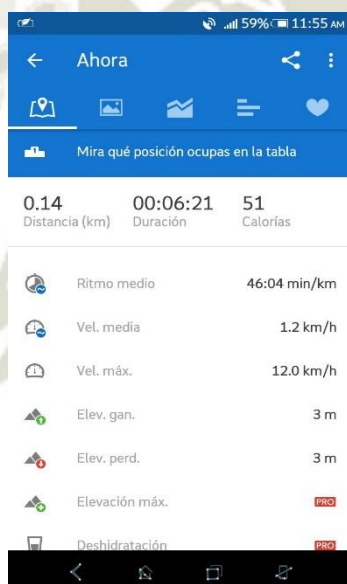 59% 11:55 AM
Ahora
Mira qué posición ocupas en la tabla
0.14 00:06:21 51
Distancia (km) Duración Calorías
Ritmo medio 46:04 min/km
Vel. media 1.2 km/h
Vel. máx. 12.0 km/h
Elev. gan. 3 m
Elev. perd. 3 m
Elevación máx. PRO
Deshidratación PRO